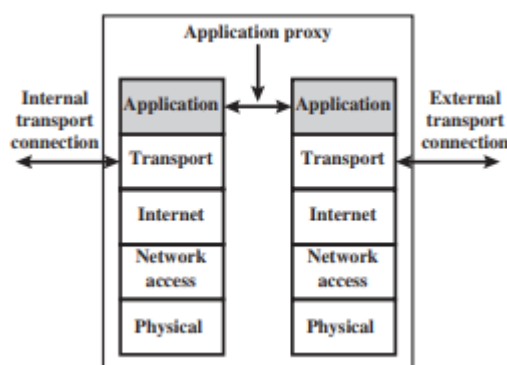 Application proxy
Internal
transport
connection
Application
Application
External
transport
connection
Transport
Transport
Internet
Internet
Network
access
Network
access
Physical
Physical